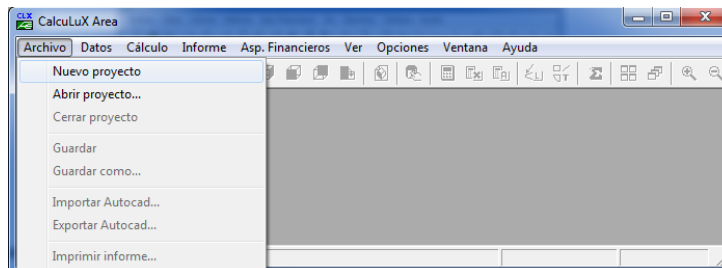 CLX CalcuLuX Area
Archivo Datos Cálculo Informe Asp. Financieros Ver Opciones Ventana Ayuda
Nuevo proyecto
Abrir proyecto...
Cerrar proyecto
Guardar
Guardar como...
Importar Autocad...
Exportar Autocad...
Imprimir informe...